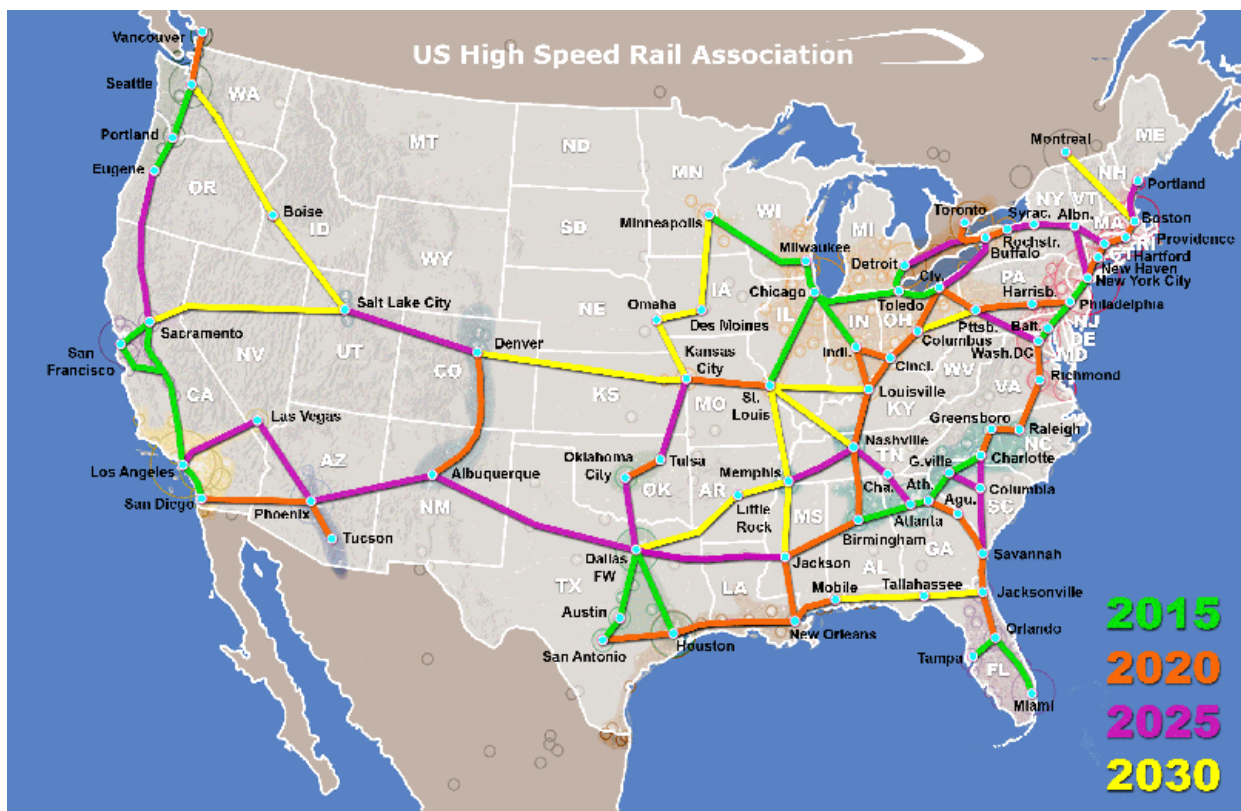 US High Speed Rail Association
Vancouver
Seattle
WA
Portland
Eugene
OR
Boise
ID
MT
ND
SD
WY
NE
MN
Minneapolis
WI
Milwaukee
MI
Chicago
IA
Omaha
Des Moines
IL
IN
OH
Detroit
Toledo
Clv.
Toronto
Syrac.
Rochstr.
Buffalo
Albn.
Montreal
ME
NH
VT
NY
MA
CT
RI
Portland
Boston
Providence
Hartford
New Haven
New York City
PA
Harrisb.
Philadelphia
Pttsb.
Balt.
NJ
DE
MD
Wash.DC
Columbus
WV
VA
Richmond
Salt Lake City
Sacramento
San
Francisco
NV
UT
CO
Denver
KS
Kansas
City
MO
St.
Louis
Indl.
Cincl.
Louisville
KY
Greensboro
Raleigh
NC
Charlotte
G.ville
Ath.
Agu.
Columbia
SC
CA
Las Vegas
Los Angeles
San Diego
AZ
Phoenix
Tucson
Albuquerque
NM
Oklahoma
City
Tulsa
OK
AR
Little
Rock
Memphis
Nashville
TN
Cha.
Atlanta
Birmingham
MS
AL
GA
Savannah
Dallas
FW
TX
Austin
San Antonio
Houston
LA
Jackson
New Orleans
Mobile
Tallahassee
Jacksonville
Orlando
Tampa
FL
Miami
2015
2020
2025
2030